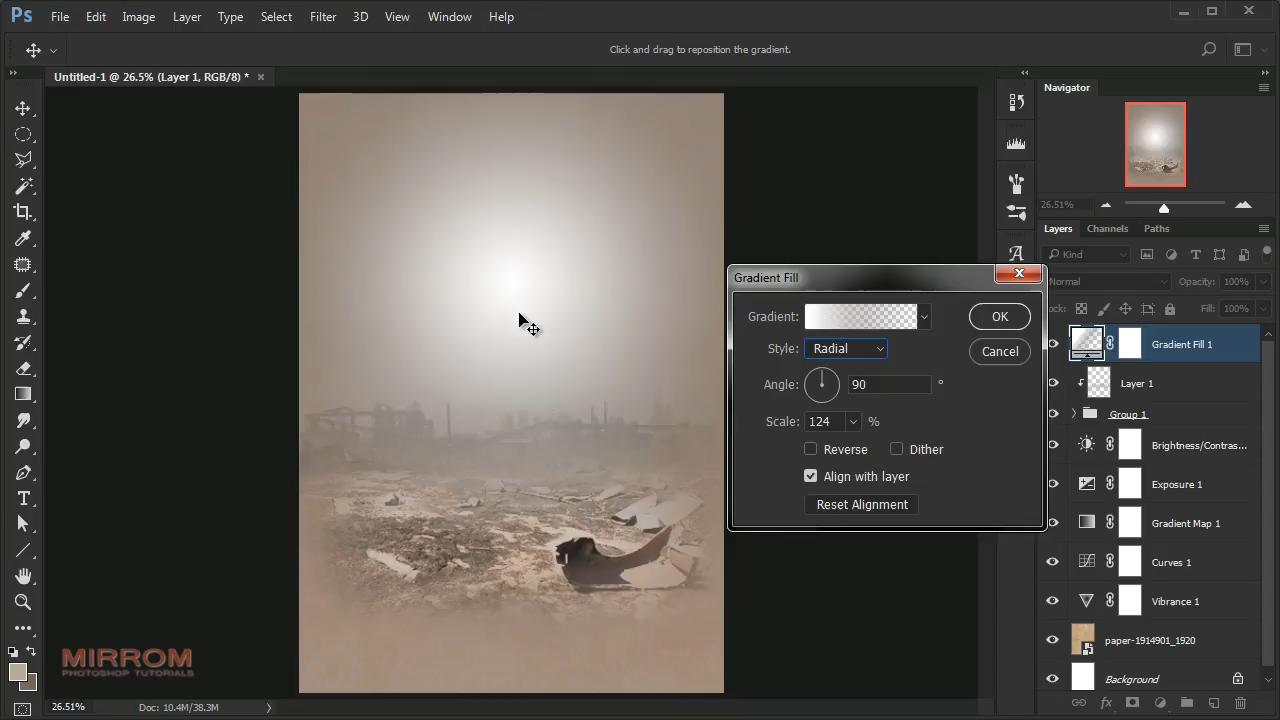 Ps File Edit Image Layer Type Select Filter 3D View Window Help
Click and drag to reposition the gradient.
Untitled-1 @ 26.5% (Layer 1, RGB/8) *
Navigator
26.51%
Layers Channels Paths
Kind
Normal Opacity: 100%
Fill: 100%
Gradient Fill
Gradient: OK
Style: Radial Cancel
Angle: 90 °
Scale: 124 %
Reverse Dither
Align with layer
Reset Alignment
Gradient Fill 1
Layer 1
Group 1
Brightness/Contras...
Exposure 1
Gradient Map 1
Curves 1
Vibrance 1
paper-1914901_1920
Background
MIRROM
PHOTOSHOP TUTORIALS
26.51% Doc: 10.4M/38.3M